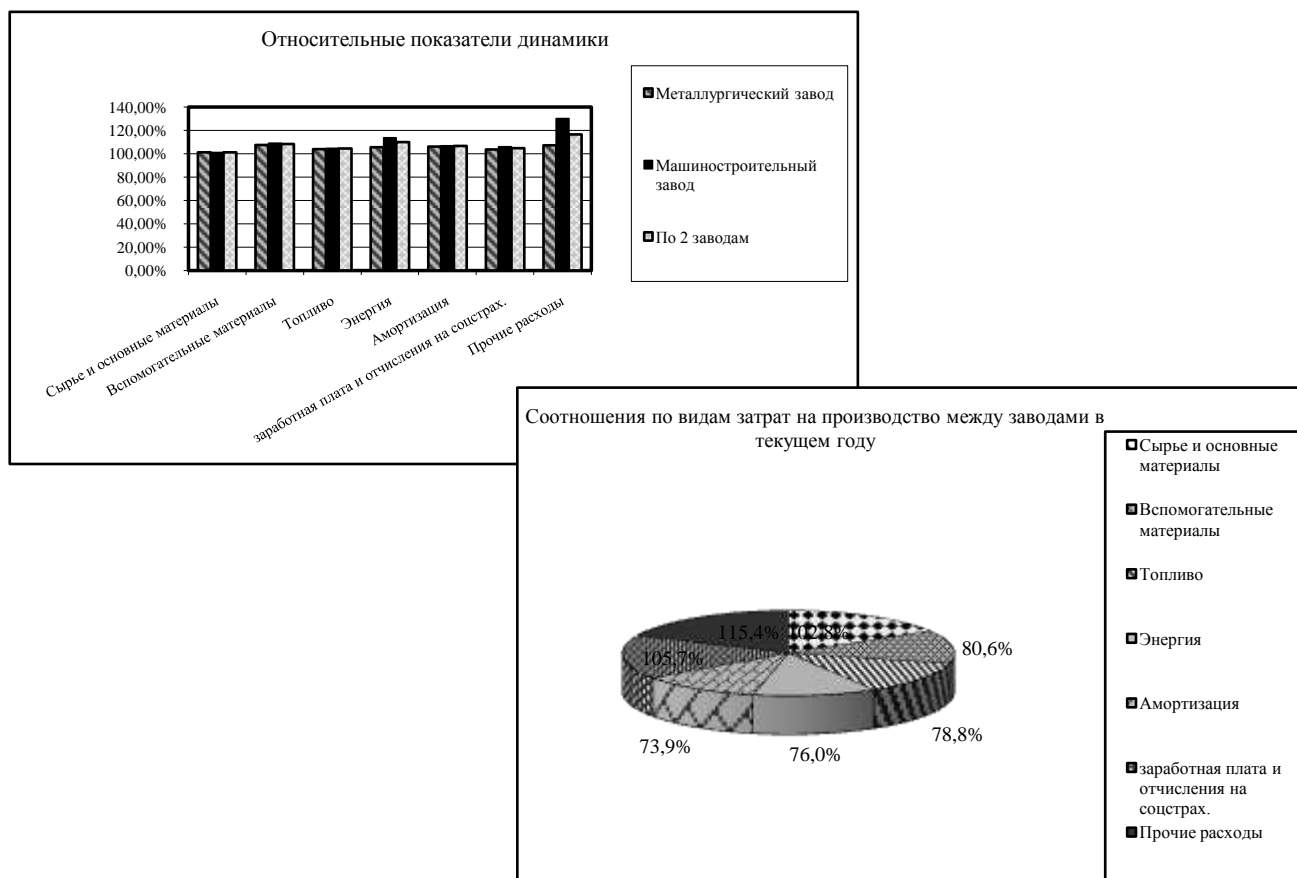 Относительные показатели динамики
140,00%
120,00%
100,00%
80,00%
60,00%
40,00%
20,00%
0,00%
Сырье и основные материалы
Вспомогательные материалы
Топливо
Энергия
Амортизация
заработная плата и отчисления на соцстрах.
Прочие расходы
Металлургический завод
Машиностроительный
завод
По 2 заводам
Соотношения по видам затрат на производство между заводами в
текущем году
115,4%
102,8%
80,6%
105,7%
78,8%
73,9%
76,0%
Сырье и основные
материалы
Вспомогательные
материалы
Топливо
Энергия
Амортизация
заработная плата и
отчисления на
соцстрах.
Прочие расходы